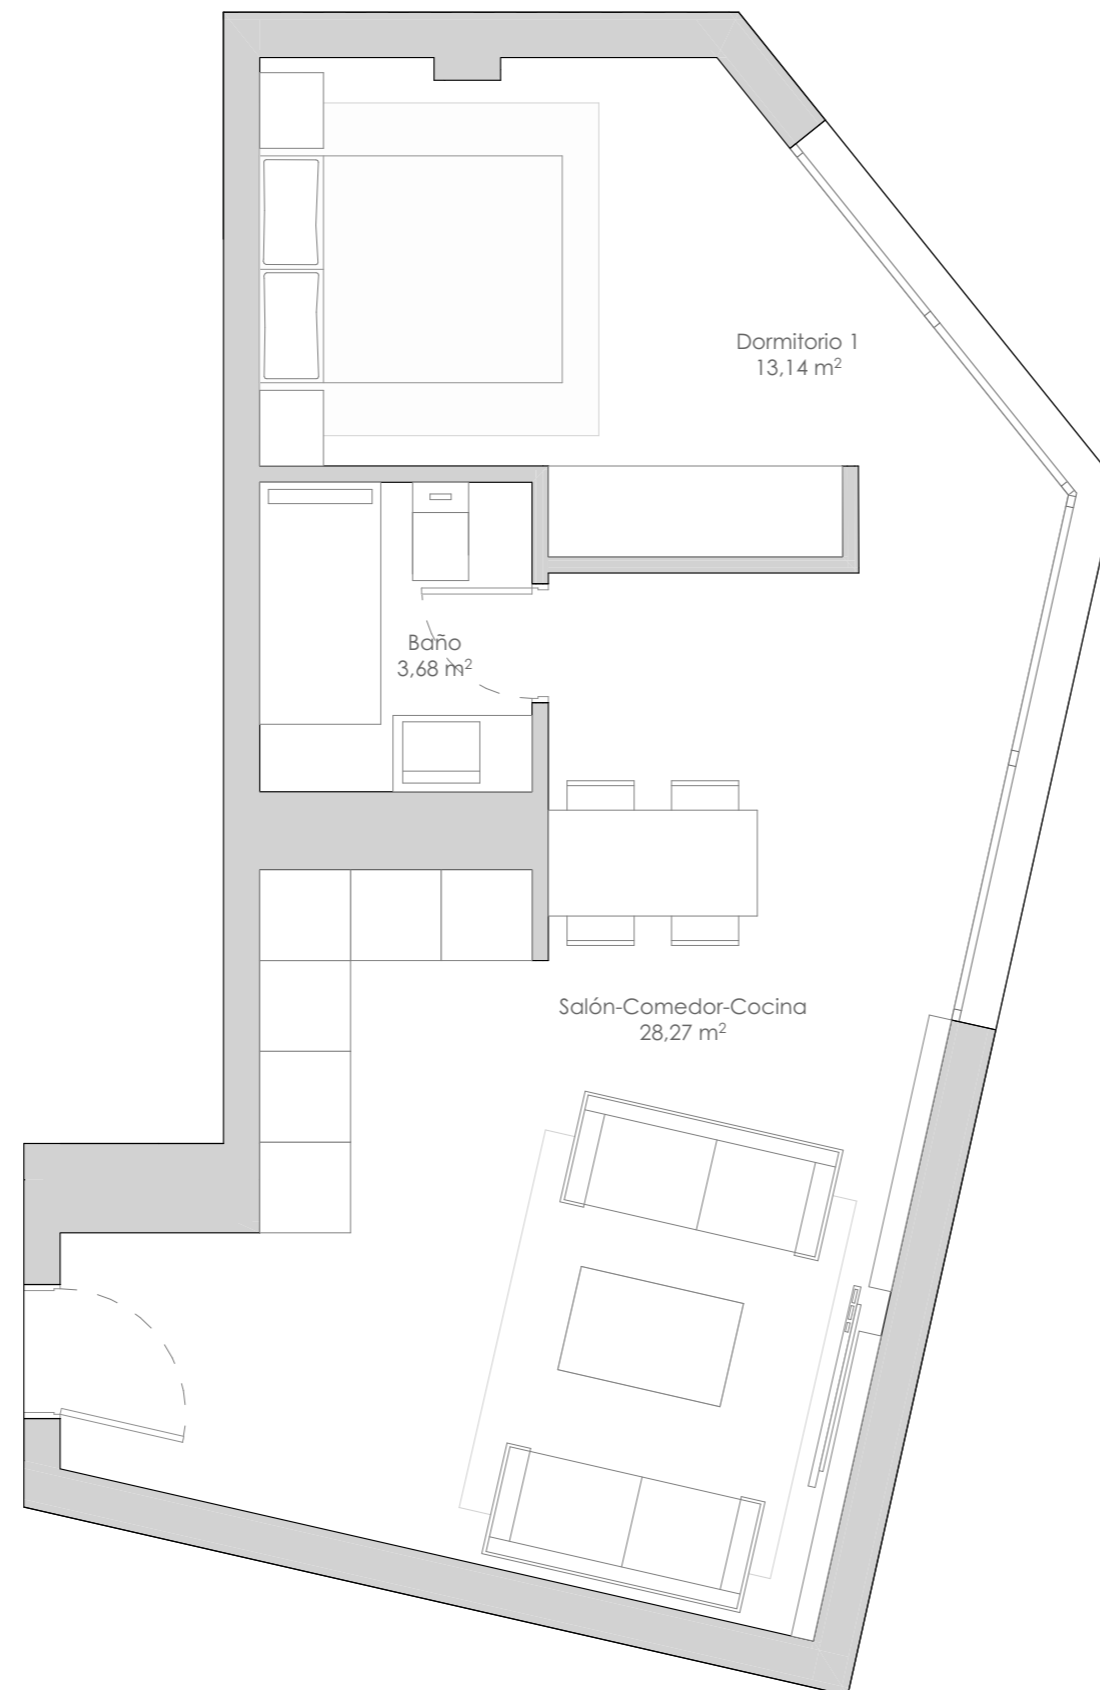 Dormitorio 1
13,14 m²
Baño
3,68 m²
Salón-Comedor-Cocina
28,27 m²